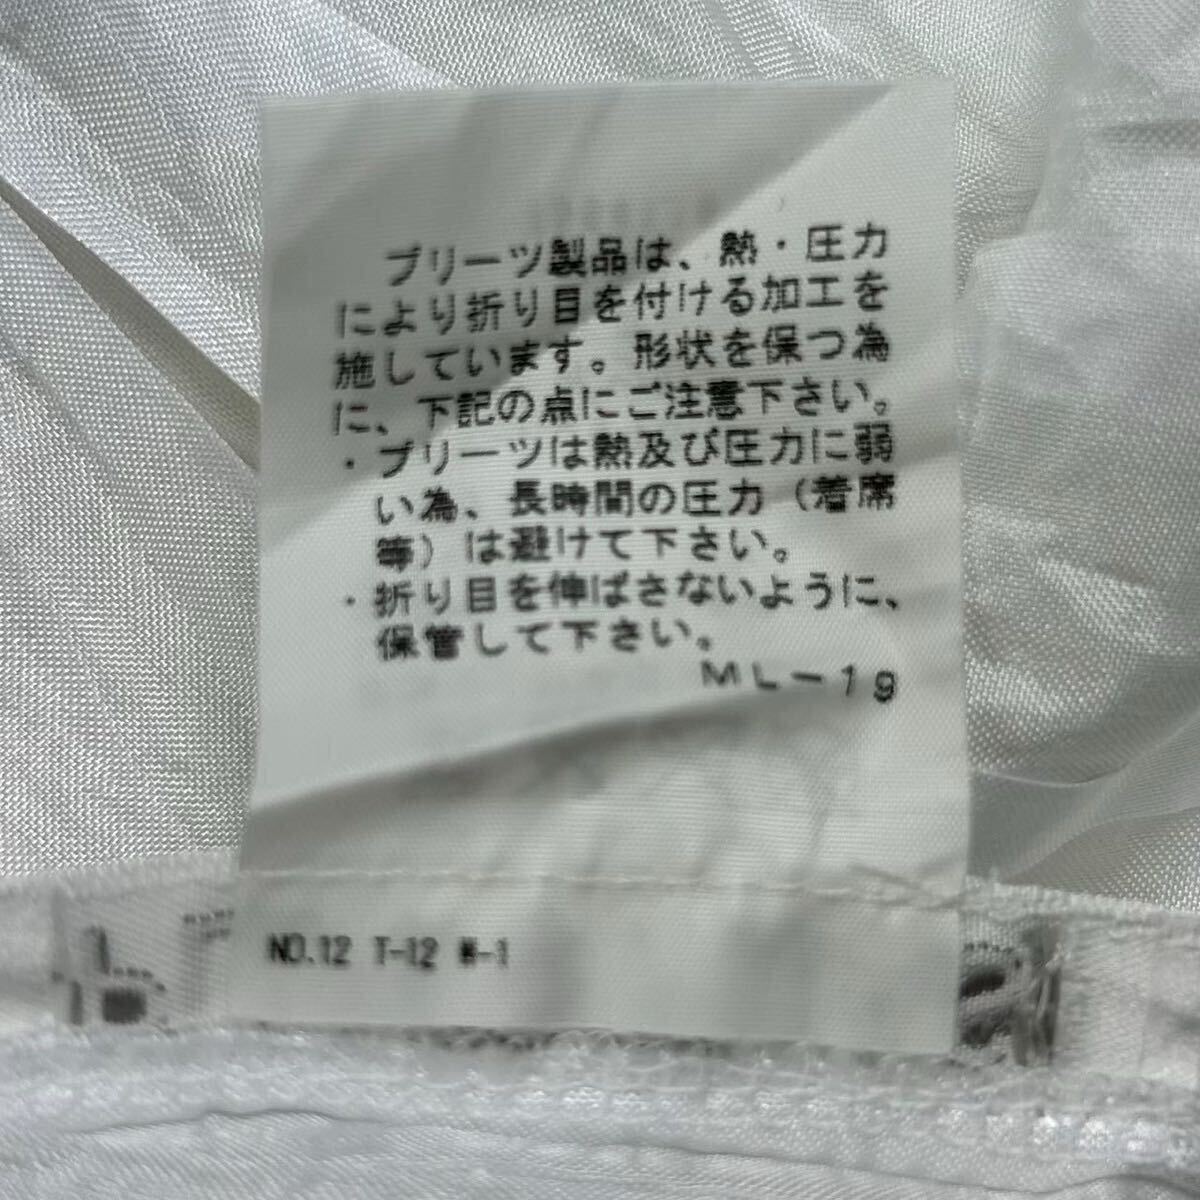 プリーツ製品は、熱・圧力
により折り目を付ける加工を
施しています。形状を保つ為
に、下記の点にご注意下さい。
・プリーツは熱及び圧力に弱
い為、長時間の圧力（着席
等）は避けて下さい。
・折り目を伸ばさないように、
保管して下さい。
ML－19
NO.12 T-12 W-1